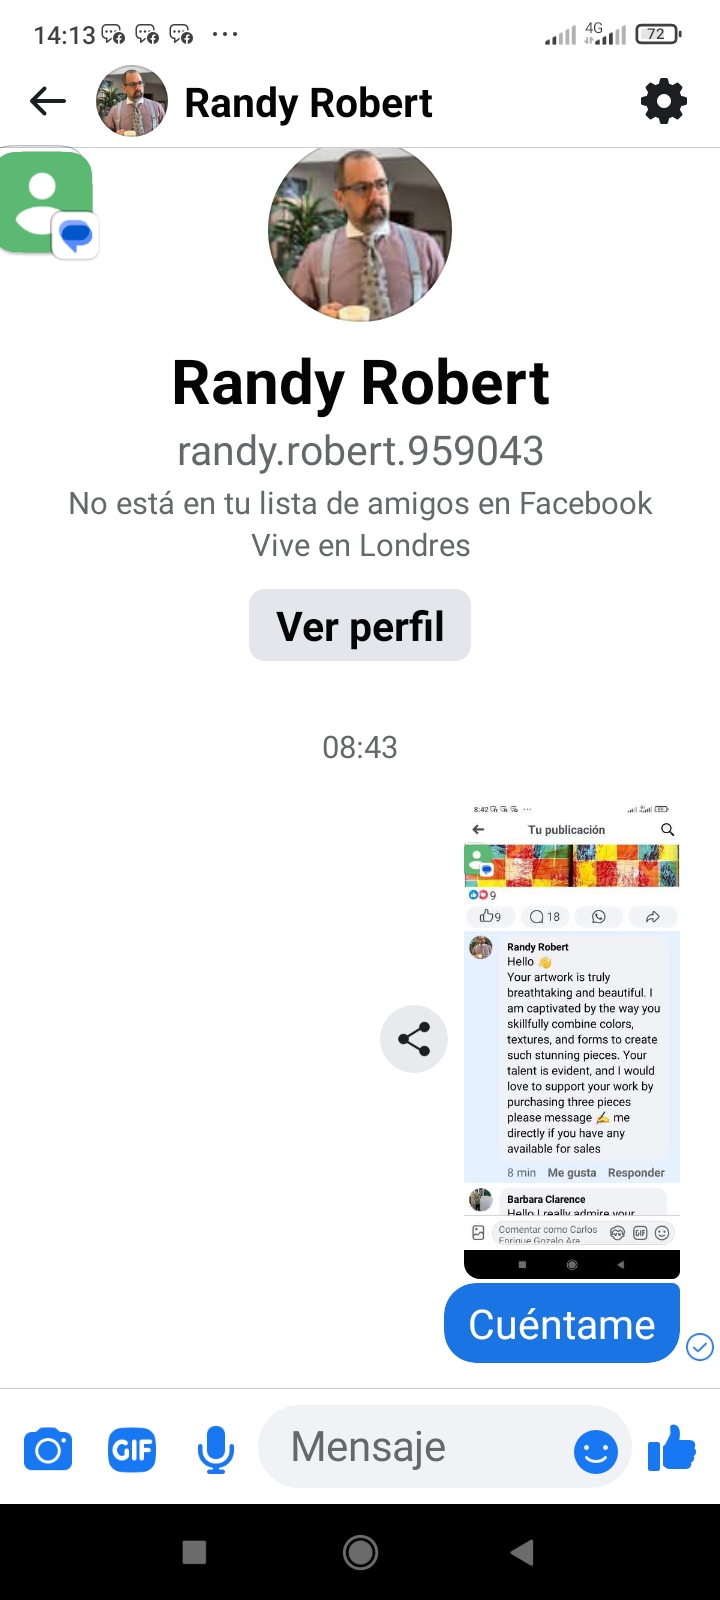 14:13 4G 72
Randy Robert
Randy Robert
randy.robert.959043
No está en tu lista de amigos en Facebook
Vive en Londres
Ver perfil
08:43
8:42
Tu publicación
9
9 18
Randy Robert
Hello 👋
Your artwork is truly
breathtaking and beautiful. I
am captivated by the way you
skillfully combine colors,
textures, and forms to create
such stunning pieces. Your
talent is evident, and I would
love to support your work by
purchasing three pieces
please message ✍️ me
directly if you have any
available for sales
8 min Me gusta Responder
Barbara Clarence
Hello I really admire your
Comentar como Carlos
Enrique Gozalo Ara
GIF
Cuéntame
GIF Mensaje